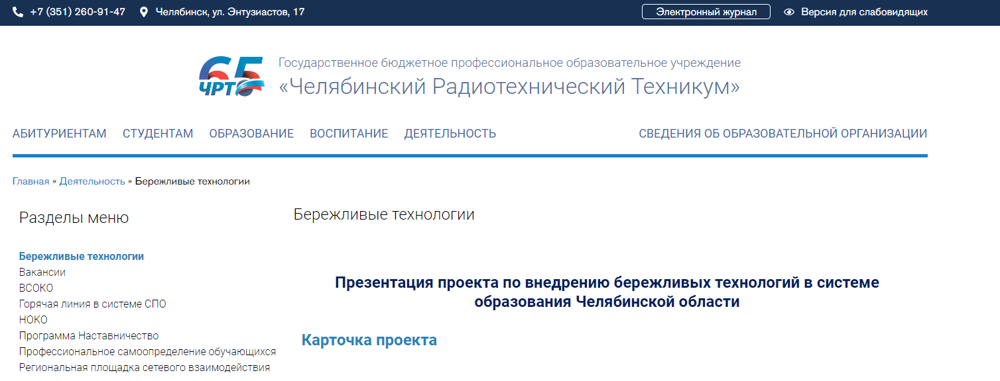 +7 (351) 260-91-47 Челябинск, ул. Энтузиастов, 17 Электронный журнал Версия для слабовидящих
65
ЧРТ
Государственное бюджетное профессиональное образовательное учреждение
«Челябинский Радиотехнический Техникум»
АБИТУРИЕНТАМ СТУДЕНТАМ ОБРАЗОВАНИЕ ВОСПИТАНИЕ ДЕЯТЕЛЬНОСТЬ СВЕДЕНИЯ ОБ ОБРАЗОВАТЕЛЬНОЙ ОРГАНИЗАЦИИ
Главная » Деятельность » Бережливые технологии
Разделы меню
Бережливые технологии
Вакансии
ВСОКО
Горячая линия в системе СПО
НОКО
Программа Наставничество
Профессиональное самоопределение обучающихся
Региональная площадка сетевого взаимодействия
Бережливые технологии
Презентация проекта по внедрению бережливых технологий в системе
образования Челябинской области
Карточка проекта